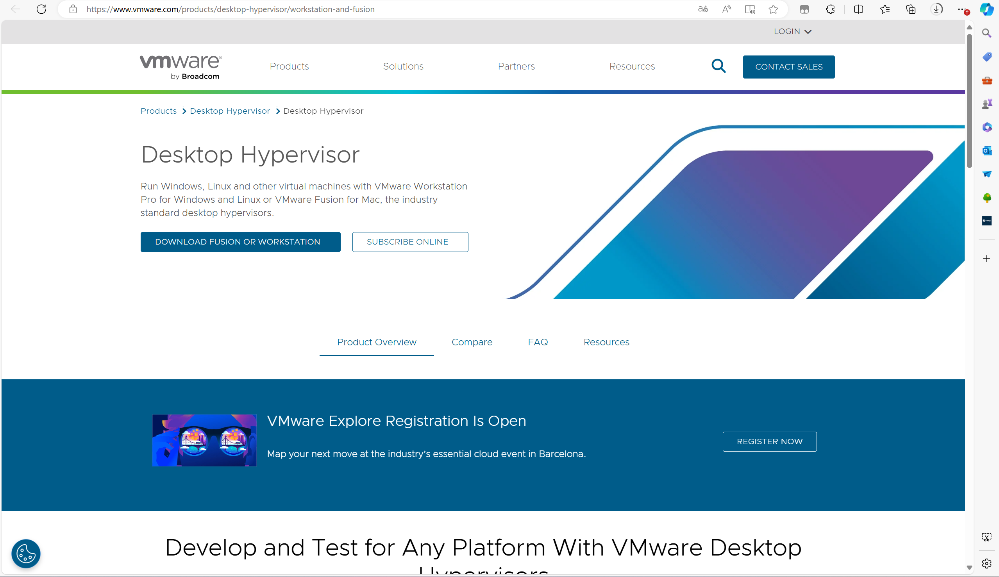 https://www.vmware.com/products/desktop-hypervisor/workstation-and-fusion
LOGIN
vmware®
by Broadcom
Products
Solutions
Partners
Resources
CONTACT SALES
Products
Desktop Hypervisor
Desktop Hypervisor
Desktop Hypervisor
Run Windows, Linux and other virtual machines with VMware Workstation
Pro for Windows and Linux or VMware Fusion for Mac, the industry
standard desktop hypervisors.
DOWNLOAD FUSION OR WORKSTATION
SUBSCRIBE ONLINE
Product Overview
Compare
FAQ
Resources
VMware Explore Registration Is Open
Map your next move at the industry’s essential cloud event in Barcelona.
REGISTER NOW
Develop and Test for Any Platform With VMware Desktop
Hypervisors